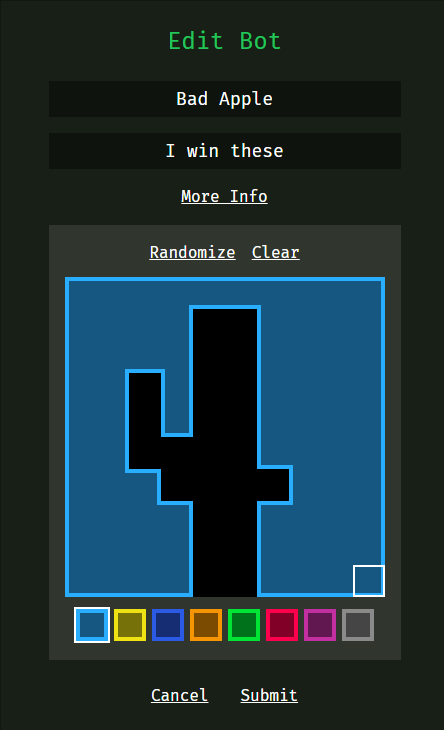 Edit Bot
Bad Apple
I win these
More Info
Randomize Clear
Cancel Submit